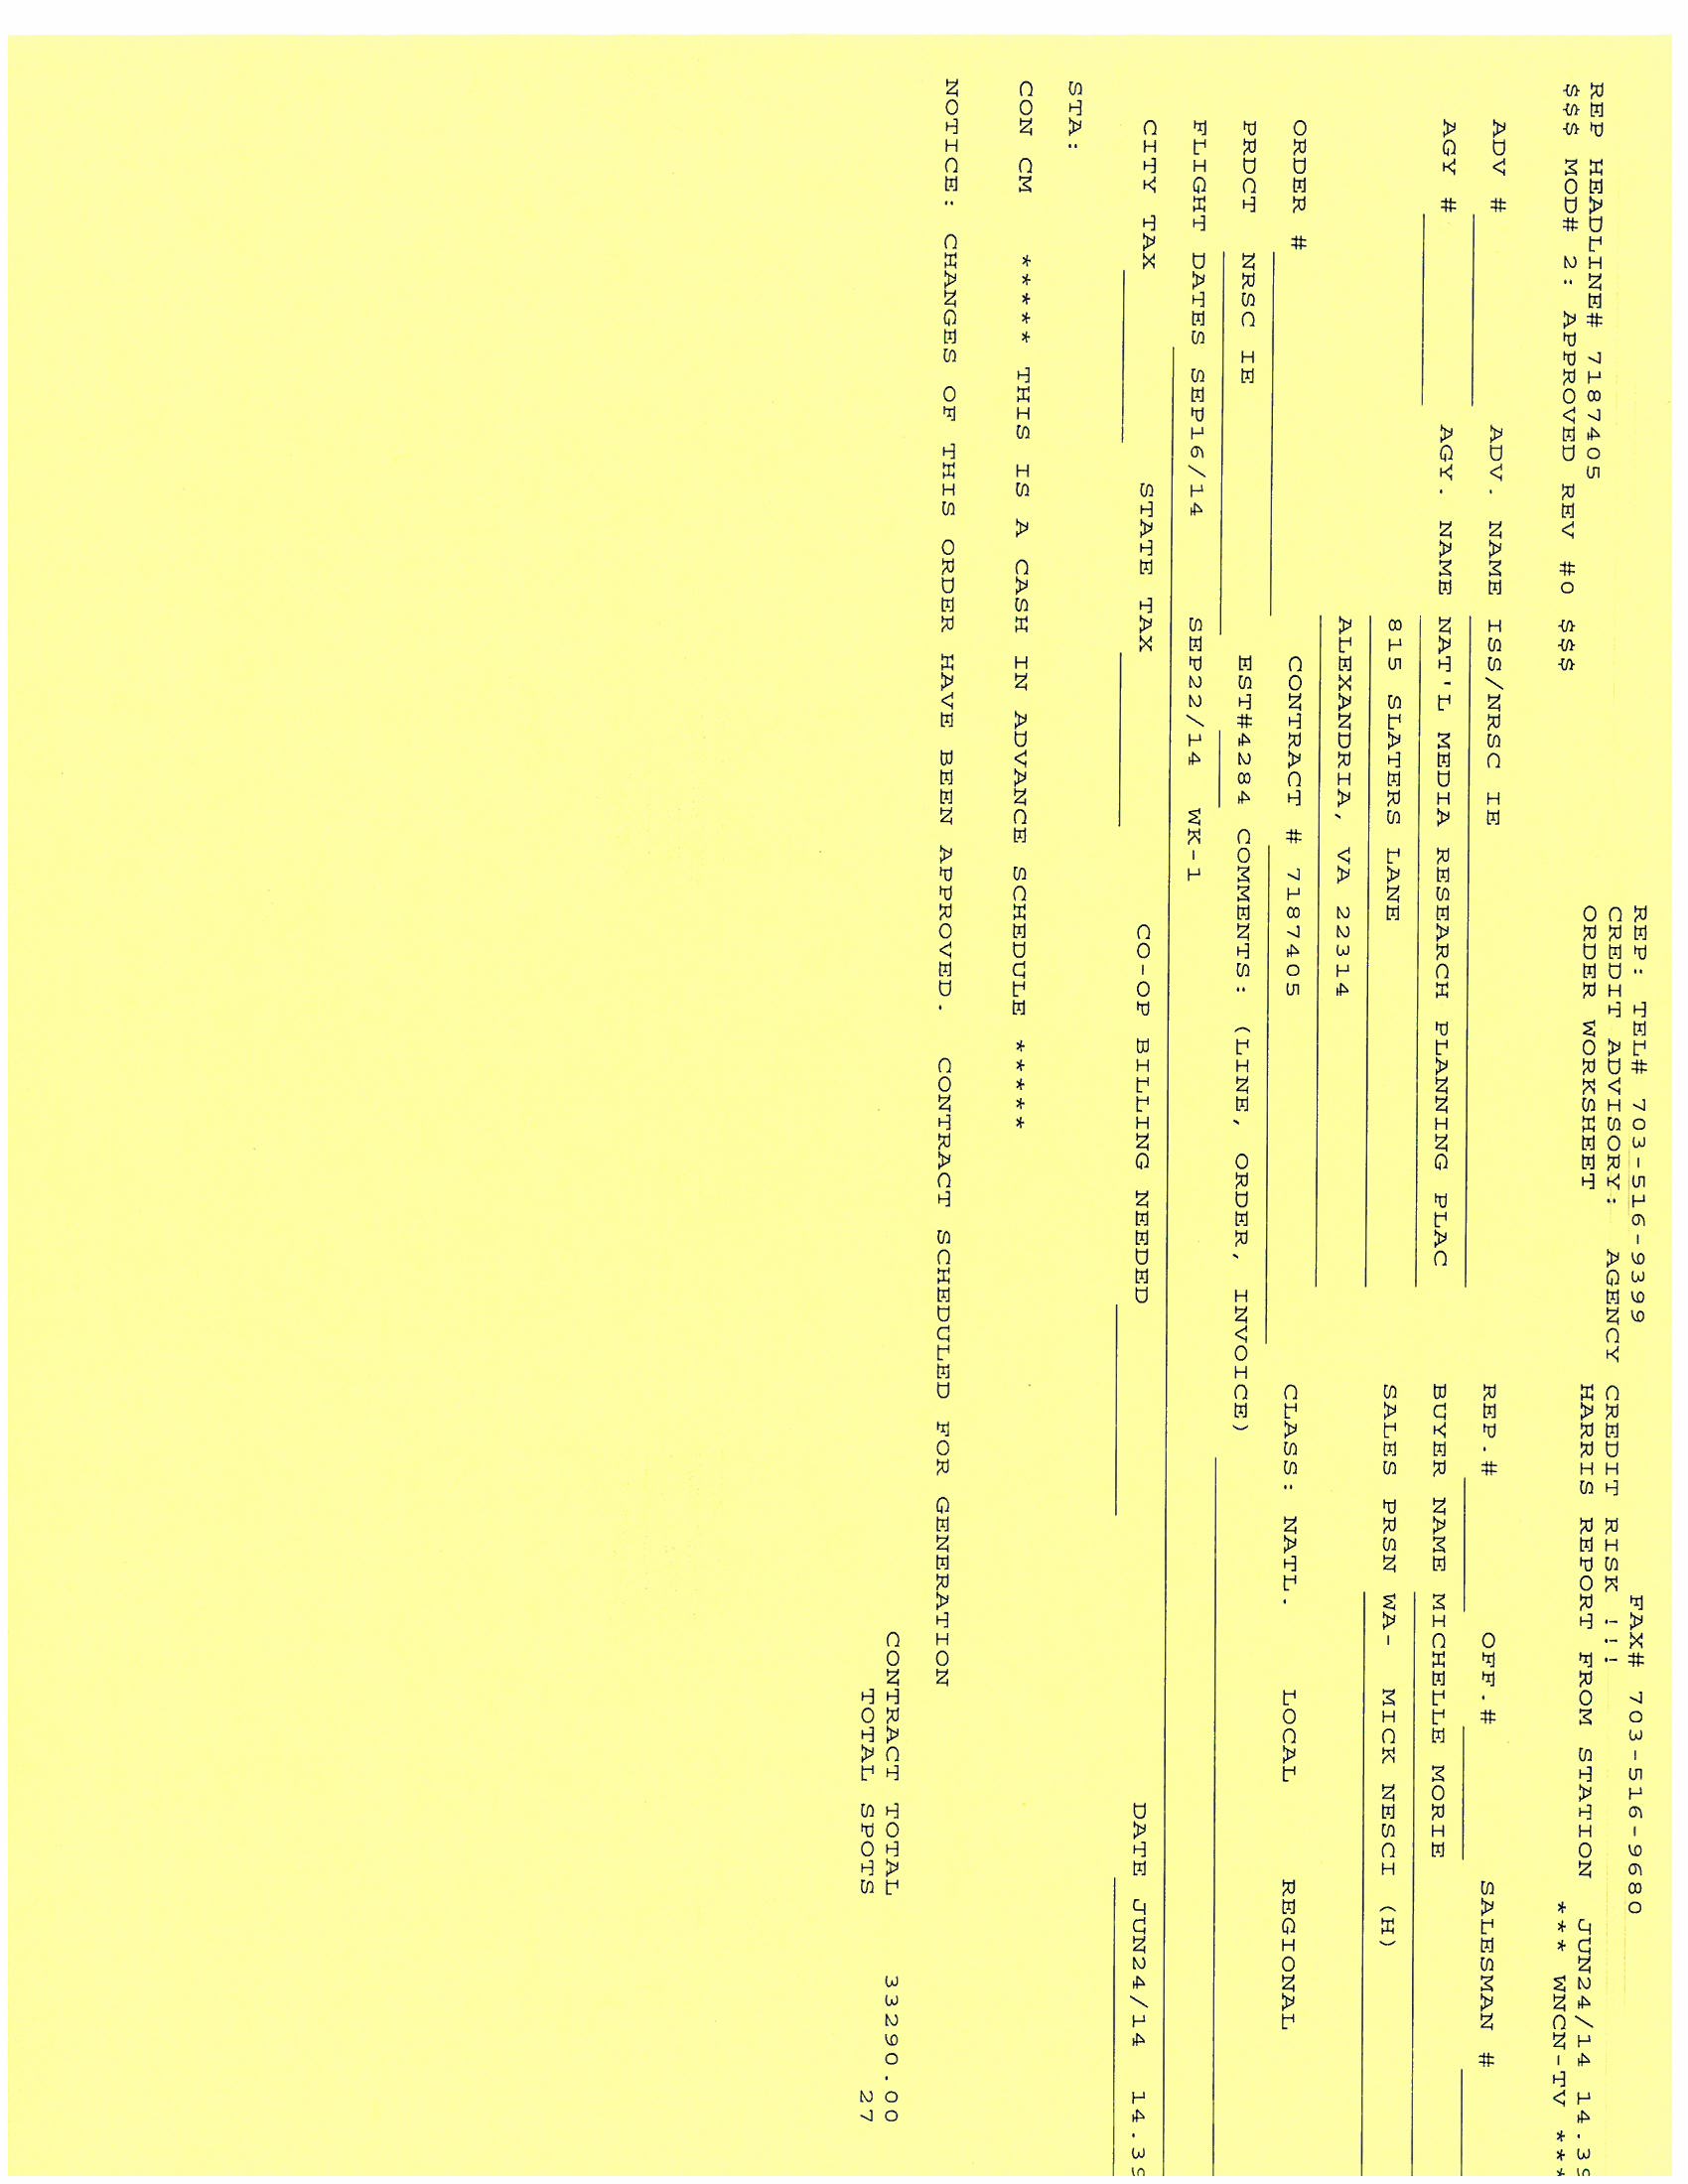 REP: TEL# 703-516-9399 FAX# 703-516-9680
CREDIT ADVISORY: AGENCY CREDIT RISK !!!
REP HEADLINE# 7187405 ORDER WORKSHEET HARRIS REPORT FROM STATION JUN24/14 14.39
$$$ MOD# 2: APPROVED REV #0 $$$ *** WNCN-TV ***
ADV # ADV. NAME ISS/NRSC IE REP.# OFF.# SALESMAN #
AGY # AGY. NAME NAT'L MEDIA RESEARCH PLANNING PLAC BUYER NAME MICHELLE MORIE
815 SLATERS LANE SALES PRSN WA- MICK NESCI (H)
ALEXANDRIA, VA 22314
ORDER # CONTRACT # 7187405 CLASS: NATL. LOCAL REGIONAL
PRDCT NRSC IE EST#4284 COMMENTS: (LINE, ORDER, INVOICE)
FLIGHT DATES SEP16/14 SEP22/14 WK-1
CITY TAX STATE TAX CO-OP BILLING NEEDED DATE JUN24/14 14.39
STA:
CON CM ***** THIS IS A CASH IN ADVANCE SCHEDULE *****
NOTICE: CHANGES OF THIS ORDER HAVE BEEN APPROVED. CONTRACT SCHEDULED FOR GENERATION
CONTRACT TOTAL 33290.00
TOTAL SPOTS 27